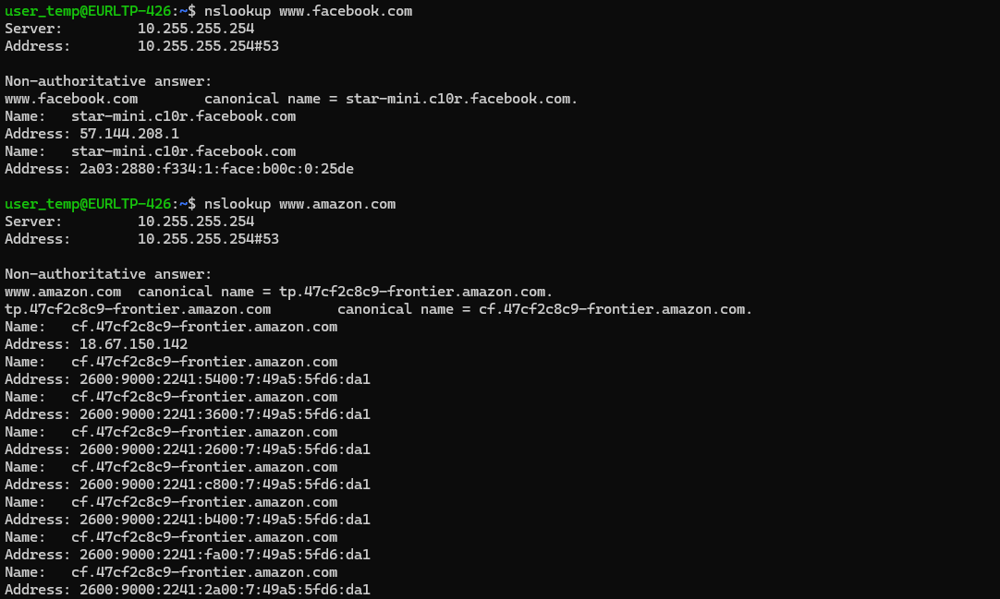 user_temp@EURLTP-426:~$ nslookup www.facebook.com
Server:         10.255.255.254
Address:        10.255.255.254#53

Non-authoritative answer:
www.facebook.com        canonical name = star-mini.c10r.facebook.com.
Name:   star-mini.c10r.facebook.com
Address: 57.144.208.1
Name:   star-mini.c10r.facebook.com
Address: 2a03:2880:f334:1:face:b00c:0:25de

user_temp@EURLTP-426:~$ nslookup www.amazon.com
Server:         10.255.255.254
Address:        10.255.255.254#53

Non-authoritative answer:
www.amazon.com  canonical name = tp.47cf2c8c9-frontier.amazon.com.
tp.47cf2c8c9-frontier.amazon.com        canonical name = cf.47cf2c8c9-frontier.amazon.com.
Name:   cf.47cf2c8c9-frontier.amazon.com
Address: 18.67.150.142
Name:   cf.47cf2c8c9-frontier.amazon.com
Address: 2600:9000:2241:5400:7:49a5:5fd6:da1
Name:   cf.47cf2c8c9-frontier.amazon.com
Address: 2600:9000:2241:3600:7:49a5:5fd6:da1
Name:   cf.47cf2c8c9-frontier.amazon.com
Address: 2600:9000:2241:2600:7:49a5:5fd6:da1
Name:   cf.47cf2c8c9-frontier.amazon.com
Address: 2600:9000:2241:c800:7:49a5:5fd6:da1
Name:   cf.47cf2c8c9-frontier.amazon.com
Address: 2600:9000:2241:b400:7:49a5:5fd6:da1
Name:   cf.47cf2c8c9-frontier.amazon.com
Address: 2600:9000:2241:fa00:7:49a5:5fd6:da1
Name:   cf.47cf2c8c9-frontier.amazon.com
Address: 2600:9000:2241:2a00:7:49a5:5fd6:da1